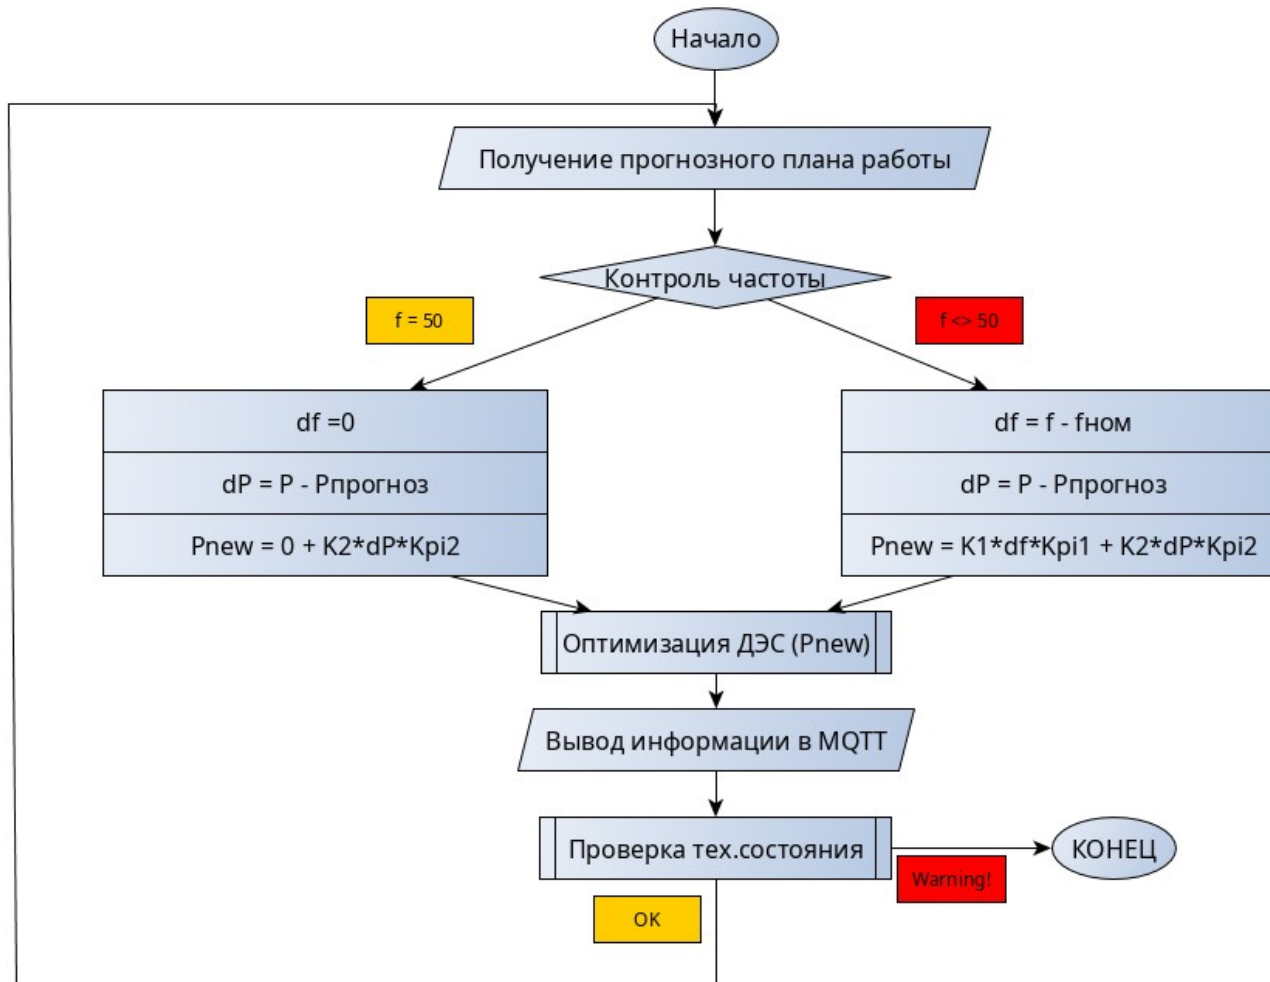 Начало
Получение прогнозного плана работы
Контроль частоты
f = 50
f <> 50
df =0
dP = P - Pпрогноз
Pnew = 0 + K2*dP*Kpi2
df = f - fном
dP = P - Pпрогноз
Pnew = K1*df*Kpi1 + K2*dP*Kpi2
Оптимизация ДЭС (Pnew)
Вывод информации в MQTT
Проверка тех.состояния
КОНЕЦ
Warning!
OK